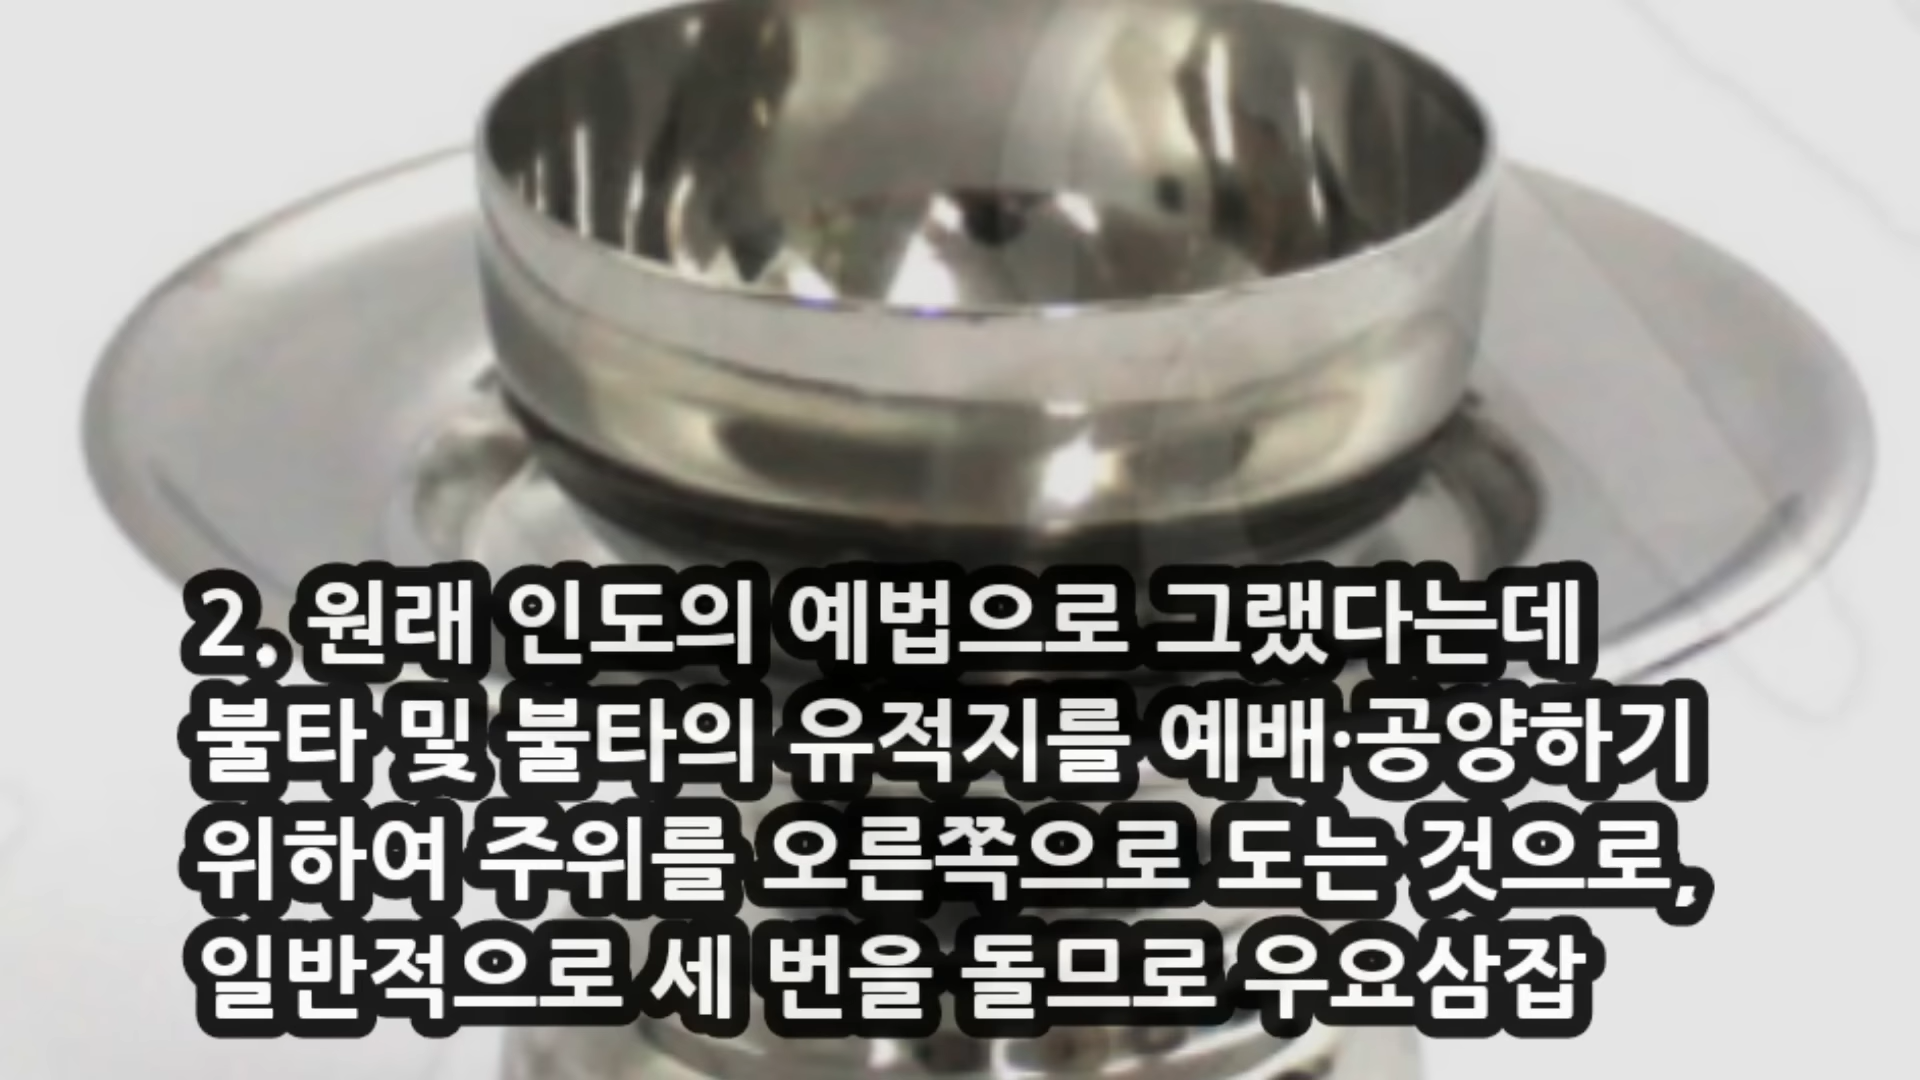 2. 원래 인도의 예법으로 그랬다는데
불타 및 불타의 유적지를 예배·공양하기
위하여 주위를 오른쪽으로 도는 것으로,
일반적으로 세 번을 돌므로 우요삼잡